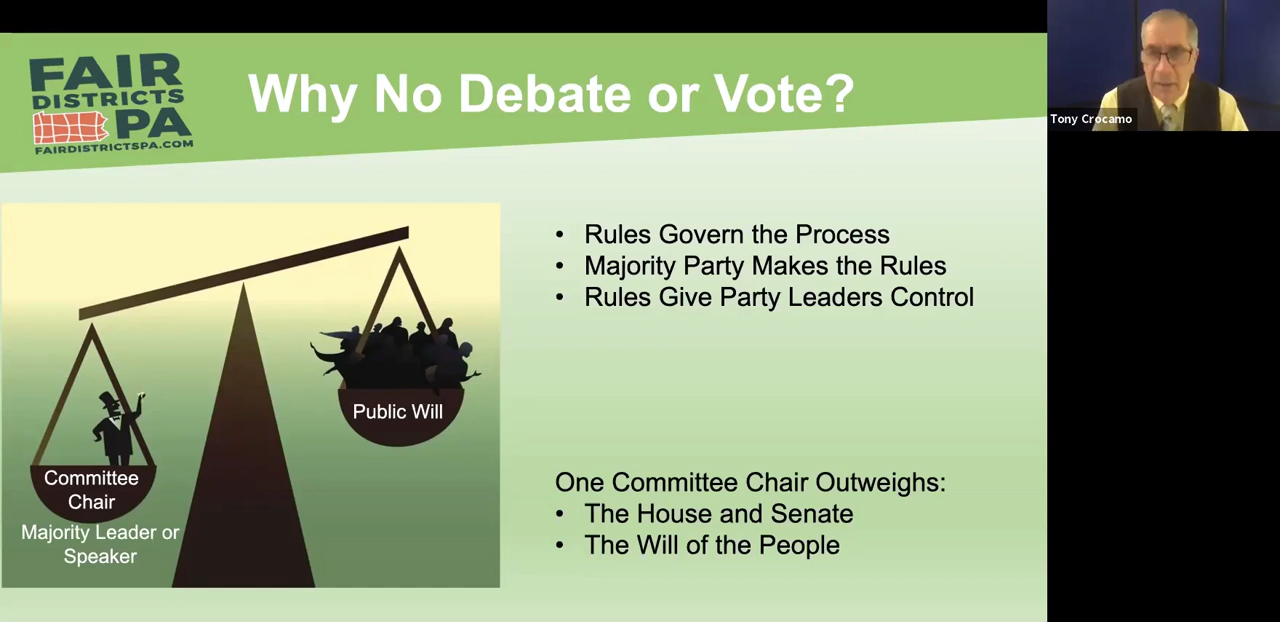 FAIR
DISTRICTS
PA
FAIRDISTRICTSPA.COM
Why No Debate or Vote?
Tony Crocamo
• Rules Govern the Process
• Majority Party Makes the Rules
• Rules Give Party Leaders Control
Public Will
Committee
Chair
Majority Leader or
Speaker
One Committee Chair Outweighs:
• The House and Senate
• The Will of the People